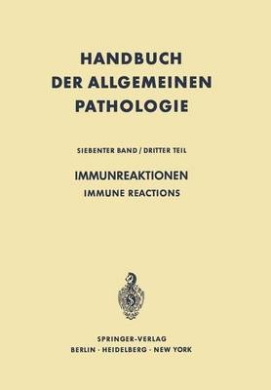 HANDBUCH
DER ALLGEMEINEN
PATHOLOGIE
SIEBENTER BAND / DRITTER TEIL
IMMUNREAKTIONEN
IMMUNE REACTIONS
SPRINGER-VERLAG
BERLIN · HEIDELBERG · NEW YORK